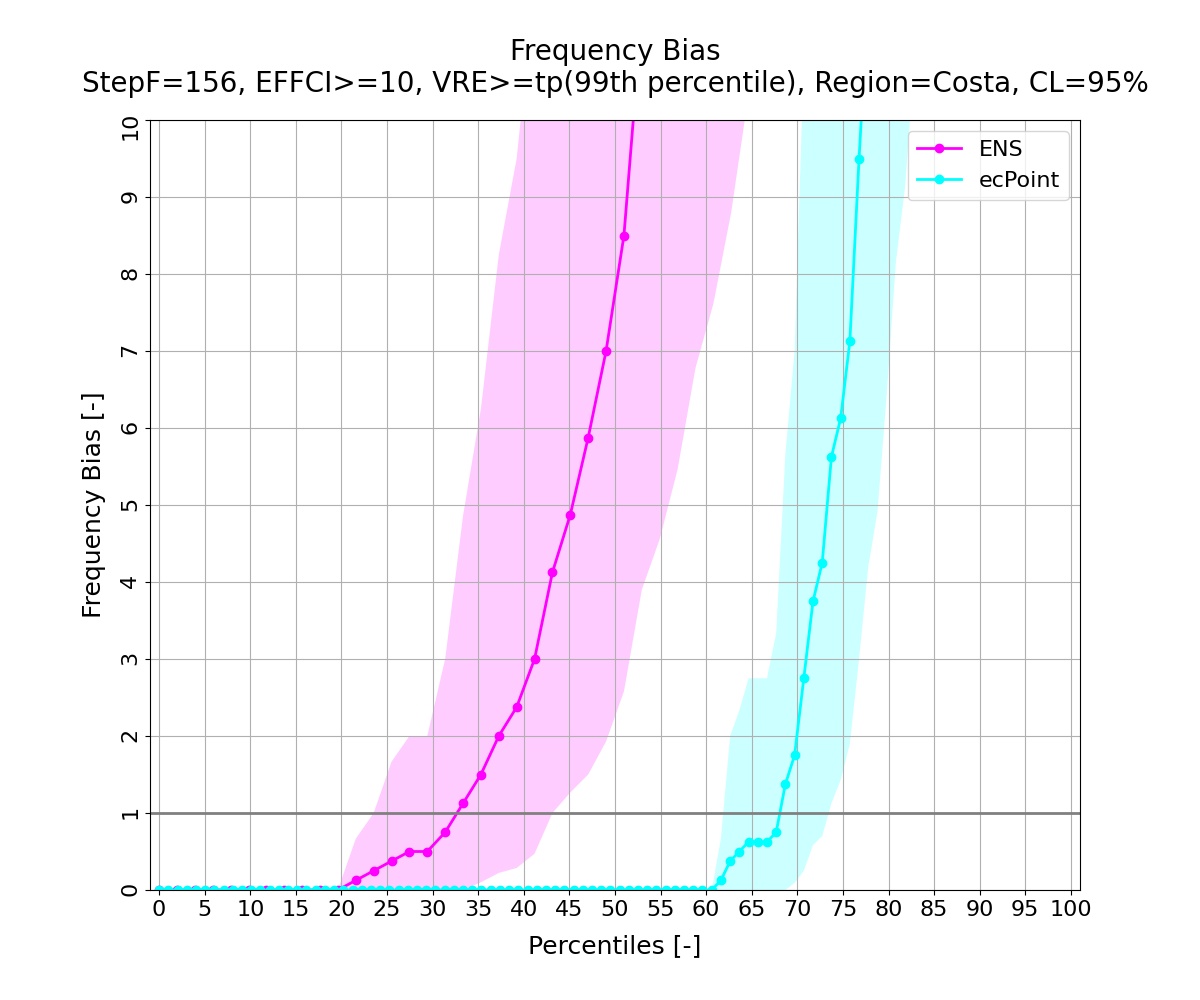 Frequency Bias
StepF=156, EFFCI>=10, VRE>=tp(99th percentile), Region=Costa, CL=95%
10
9
8
7
6
5
4
3
2
1
0
Frequency Bias [-]
ENS
ecPoint
0 5 10 15 20 25 30 35 40 45 50 55 60 65 70 75 80 85 90 95 100
Percentiles [-]